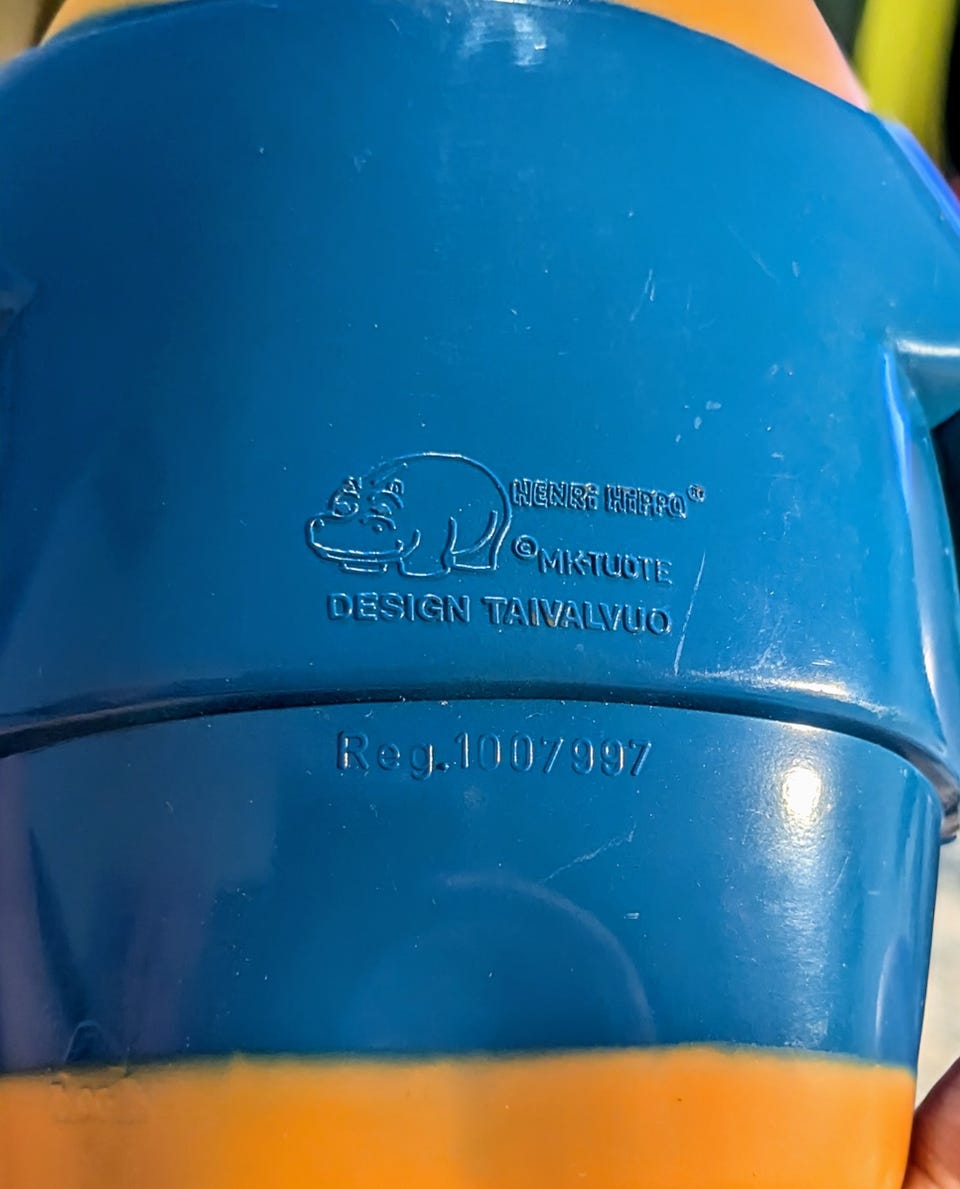 HENRi HiPPO®
©MK-TUOTE
DESIGN TAIVALVUO
Reg.1007997